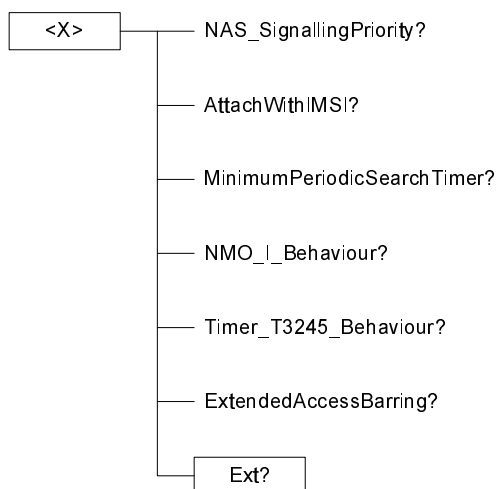 <X>
NAS_SignallingPriority?
AttachWithIMSI?
MinimumPeriodicSearchTimer?
NMO_I_Behaviour?
Timer_T3245_Behaviour?
ExtendedAccessBarring?
Ext?